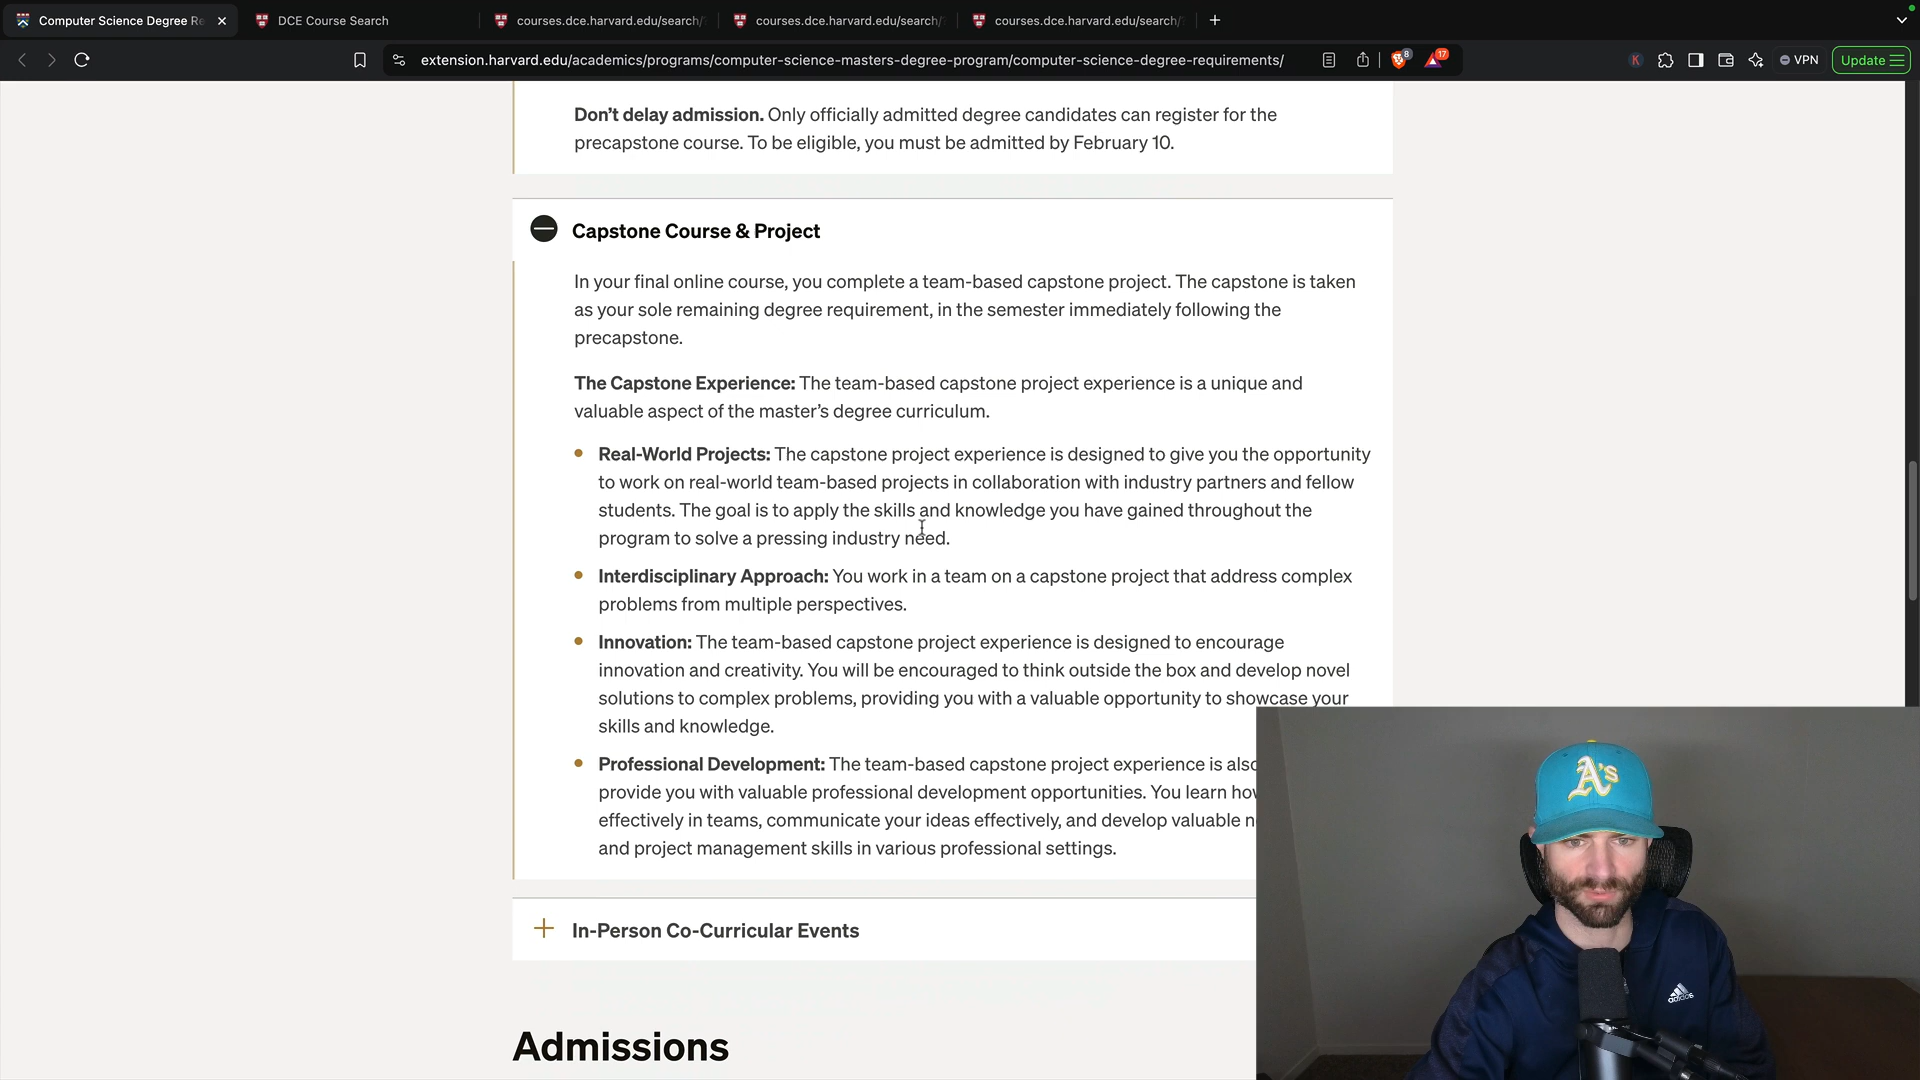 Computer Science Degree Re
DCE Course Search
courses.dce.harvard.edu/search/
courses.dce.harvard.edu/search/
courses.dce.harvard.edu/search/
extension.harvard.edu/academics/programs/computer-science-masters-degree-program/computer-science-degree-requirements/
8
17
K
VPN
Update
Don’t delay admission. Only officially admitted degree candidates can register for the
precapstone course. To be eligible, you must be admitted by February 10.
Capstone Course & Project
In your final online course, you complete a team-based capstone project. The capstone is taken
as your sole remaining degree requirement, in the semester immediately following the
precapstone.
The Capstone Experience: The team-based capstone project experience is a unique and
valuable aspect of the master’s degree curriculum.
Real-World Projects: The capstone project experience is designed to give you the opportunity
to work on real-world team-based projects in collaboration with industry partners and fellow
students. The goal is to apply the skills and knowledge you have gained throughout the
program to solve a pressing industry need.
Interdisciplinary Approach: You work in a team on a capstone project that address complex
problems from multiple perspectives.
Innovation: The team-based capstone project experience is designed to encourage
innovation and creativity. You will be encouraged to think outside the box and develop novel
solutions to complex problems, providing you with a valuable opportunity to showcase your
skills and knowledge.
Professional Development: The team-based capstone project experience is also
provide you with valuable professional development opportunities. You learn how
effectively in teams, communicate your ideas effectively, and develop valuable n
and project management skills in various professional settings.
In-Person Co-Curricular Events
Admissions
A's
adidas